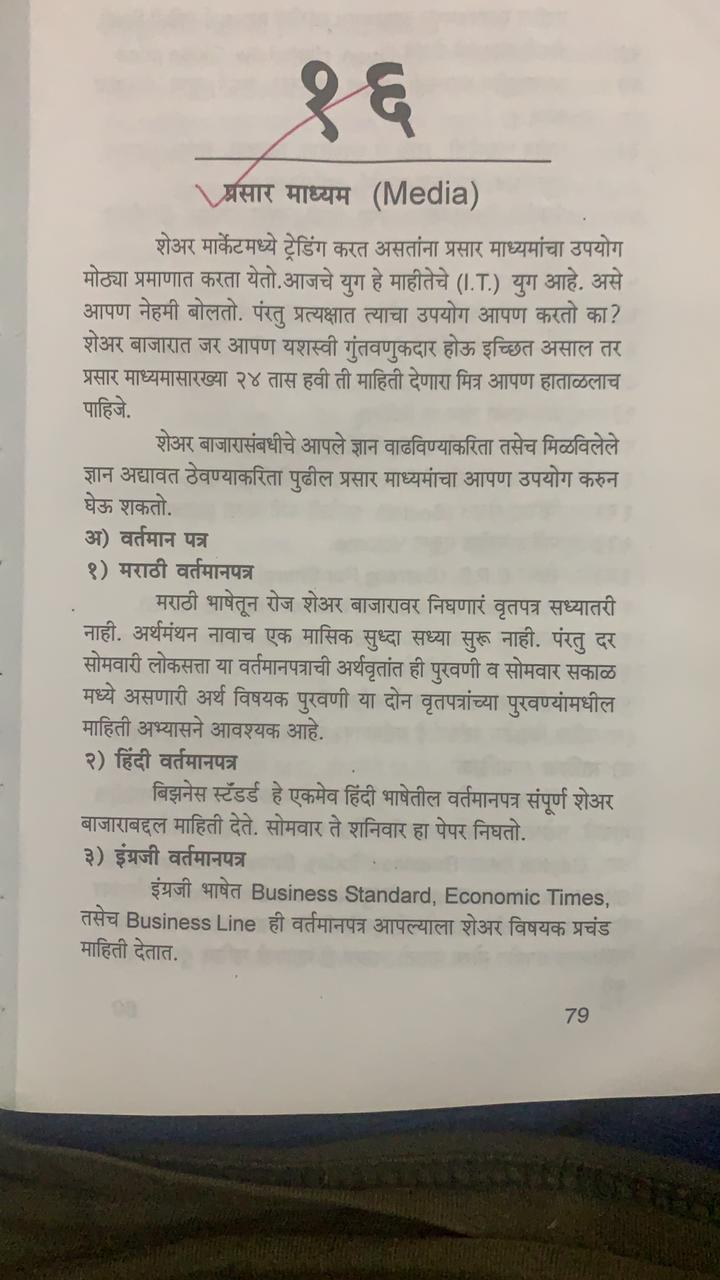 १६
प्रसार माध्यम (Media)
शेअर मार्केटमध्ये ट्रेडिंग करत असतांना प्रसार माध्यमांचा उपयोग
मोठ्या प्रमाणात करता येतो.आजचे युग हे माहीतेचे (I.T.) युग आहे. असे
आपण नेहमी बोलतो. पंरतु प्रत्यक्षात त्याचा उपयोग आपण करतो का?
शेअर बाजारात जर आपण यशस्वी गुंतवणुकदार होऊ इच्छित असाल तर
प्रसार माध्यमासारख्या २४ तास हवी ती माहिती देणारा मित्र आपण हाताळलाच
पाहिजे.
शेअर बाजारासंबधीचे आपले ज्ञान वाढविण्याकरिता तसेच मिळविलेले
ज्ञान अद्यावत ठेवण्याकरिता पुढील प्रसार माध्यमांचा आपण उपयोग करुन
घेऊ शकतो.
अ) वर्तमान पत्र
१) मराठी वर्तमानपत्र
मराठी भाषेतून रोज शेअर बाजारावर निघणारं वृतपत्र सध्यातरी
नाही. अर्थमंथन नावाच एक मासिक सुध्दा सध्या सुरू नाही. पंरतु दर
सोमवारी लोकसत्ता या वर्तमानपत्राची अर्थवृतांत ही पुरवणी व सोमवार सकाळ
मध्ये असणारी अर्थ विषयक पुरवणी या दोन वृतपत्रांच्या पुरवण्यांमधील
माहिती अभ्यासने आवश्यक आहे.
२) हिंदी वर्तमानपत्र
बिझनेस स्टॅंडर्ड हे एकमेव हिंदी भाषेतील वर्तमानपत्र संपूर्ण शेअर
बाजाराबद्दल माहिती देते. सोमवार ते शनिवार हा पेपर निघतो.
३) इंग्रजी वर्तमानपत्र
इंग्रजी भाषेत Business Standard, Economic Times,
तसेच Business Line ही वर्तमानपत्र आपल्याला शेअर विषयक प्रचंड
माहिती देतात.
79